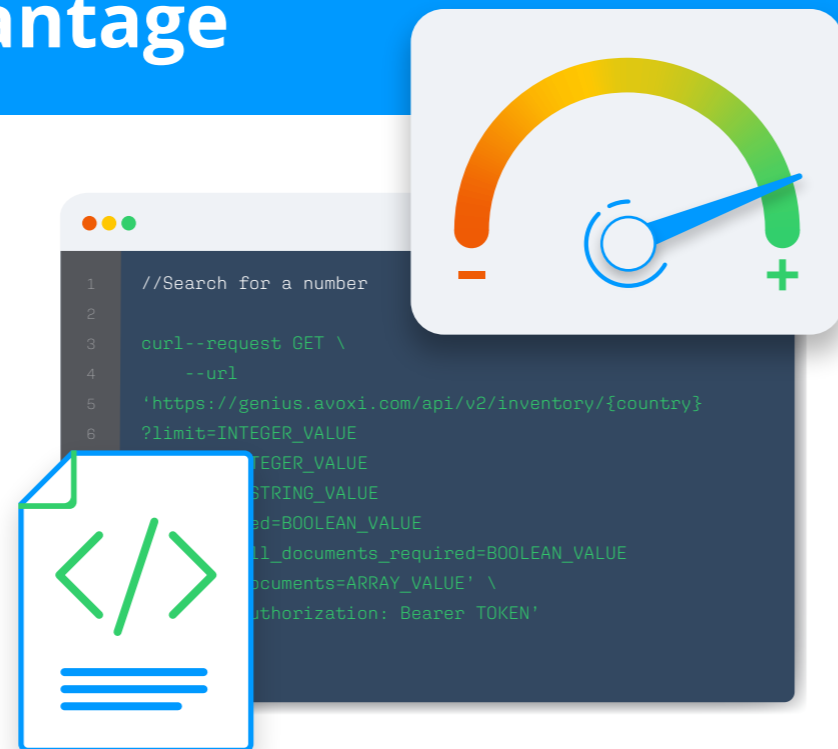 antage
//Search for a number
1
2
3
4
5
6
curl--request GET \
--url
‘https://genius.avoxi.com/api/v2/inventory/{country}
?limit=INTEGER_VALUE
TEGER_VALUE
STRING_VALUE
ed=BOOLEAN_VALUE
ll_documents_required=BOOLEAN_VALUE
ocuments=ARRAY_VALUE’ \
uthorization: Bearer TOKEN’